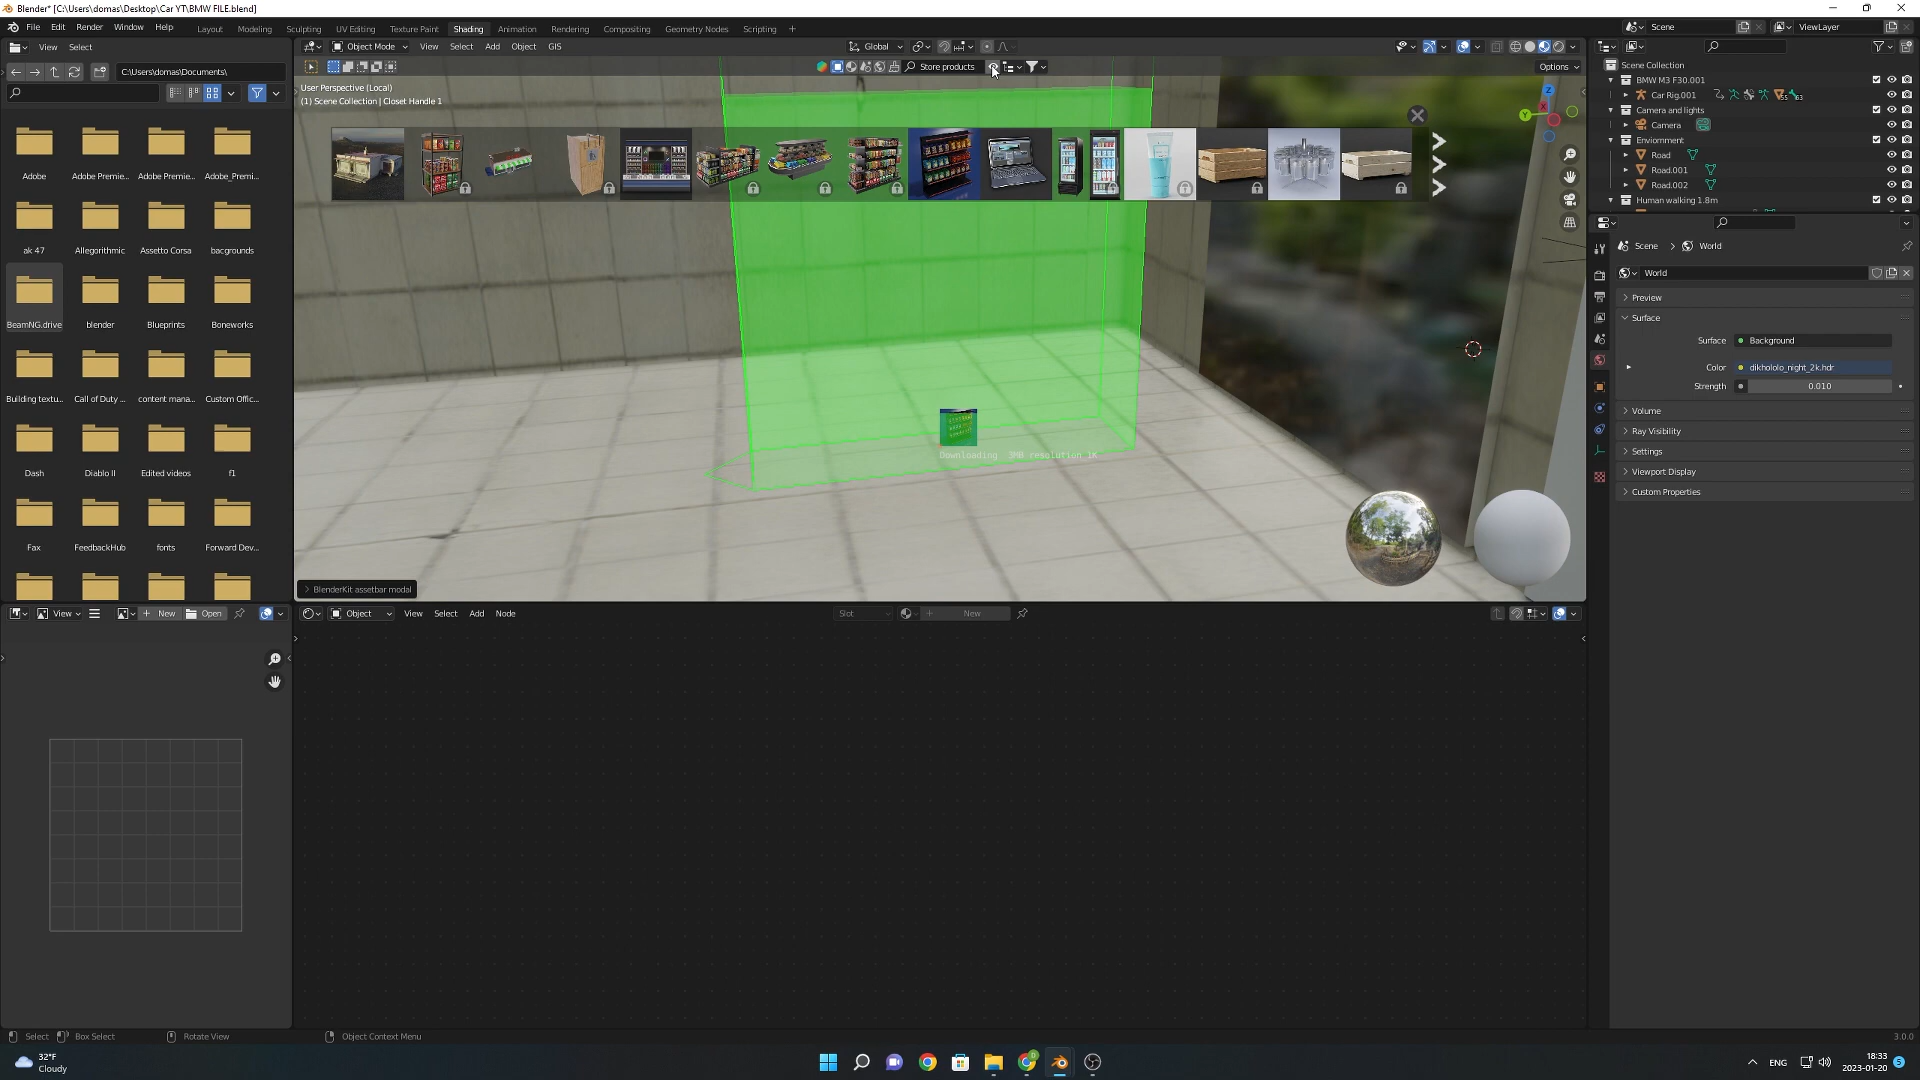 Blender* [C:\Users\domas\Desktop\Car YT\BMW FILE.blend]
File Edit Render Window Help
Layout Modeling Sculpting UV Editing Texture Paint Shading Animation Rendering Compositing Geometry Nodes Scripting +
Scene
ViewLayer
View Select
Object Mode View Select Add Object GIS
Global
C:\Users\domas\Documents\
Store products
Options
User Perspective (Local)
(1) Scene Collection | Closet Handle 1
Scene Collection
BMW M3 F30.001
Car Rig.001
55
63
Camera and lights
Camera
Enviornment
Road
Road.001
Road.002
Human walking 1.8m
Adobe Adobe Premie... Adobe Premie... Adobe_Premi...
ak 47 Allegorithmic Assetto Corsa bacgrounds
BeamNG.drive blender Blueprints Boneworks
Building textu... Call of Duty ... content mana... Custom Offic...
Dash Diablo II Edited videos f1
Fax FeedbackHub fonts Forward Dev...
Z
Y
X
Downloading 3MB resolution 1K
BlenderKit assetbar modal
Scene > World
World
Preview
Surface
Surface Background
Color dikhololo_night_2k.hdr
Strength 0.010
Volume
Ray Visibility
Settings
Viewport Display
Custom Properties
View New Open
Object View Select Add Node
Slot
New
Select Box Select Rotate View Object Context Menu
3.0.0
32°F
Cloudy
ENG
18:33
2023-01-20
5